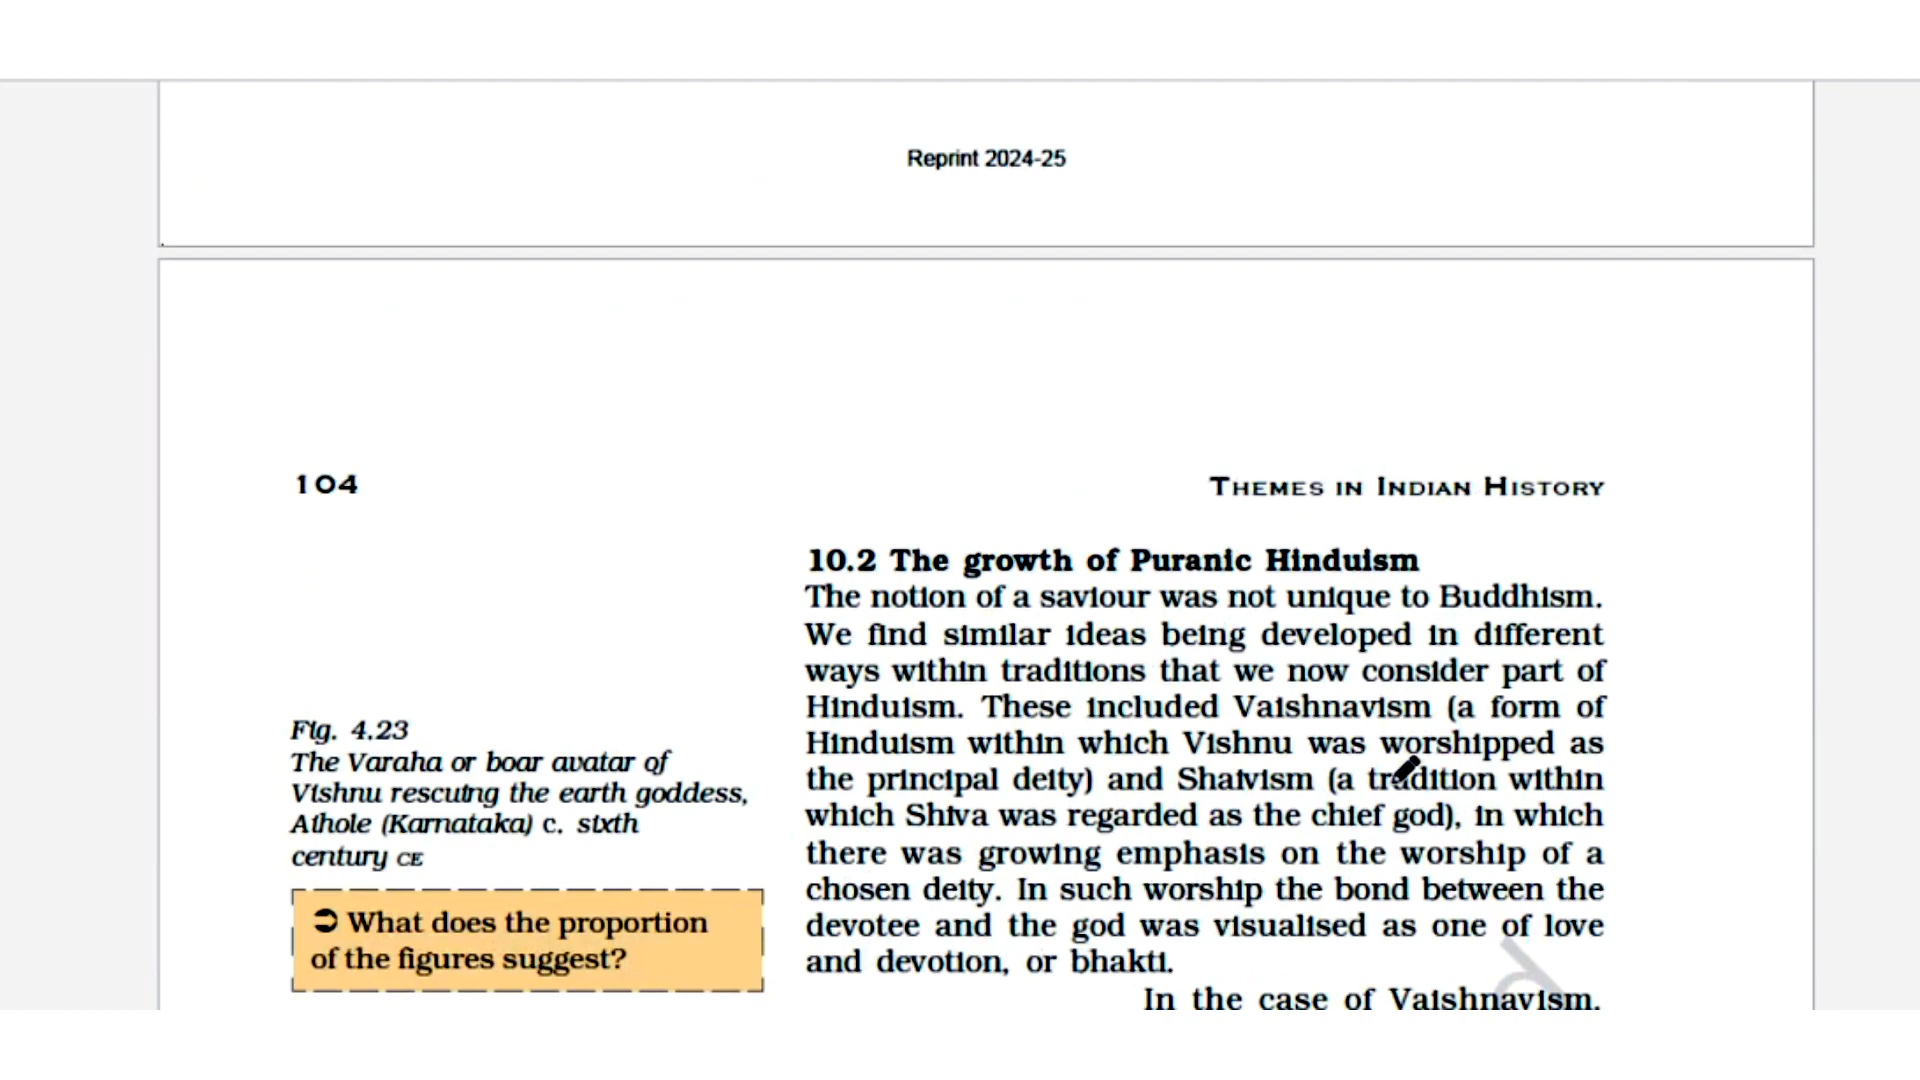 Reprint 2024-25
104
THEMES IN INDIAN HISTORY
10.2 The growth of Puranic Hinduism
The notion of a saviour was not unique to Buddhism.
We find similar ideas being developed in different
ways within traditions that we now consider part of
Hinduism. These included Vaishnavism (a form of
Hinduism within which Vishnu was worshipped as
the principal deity) and Shaivism (a tradition within
which Shiva was regarded as the chief god), in which
there was growing emphasis on the worship of a
chosen deity. In such worship the bond between the
devotee and the god was visualised as one of love
and devotion, or bhakti.
In the case of Vaishnavism,
Fig. 4.23
The Varaha or boar avatar of
Vishnu rescuing the earth goddess,
Aihole (Karnataka) c. sixth
century CE
➲ What does the proportion
of the figures suggest?